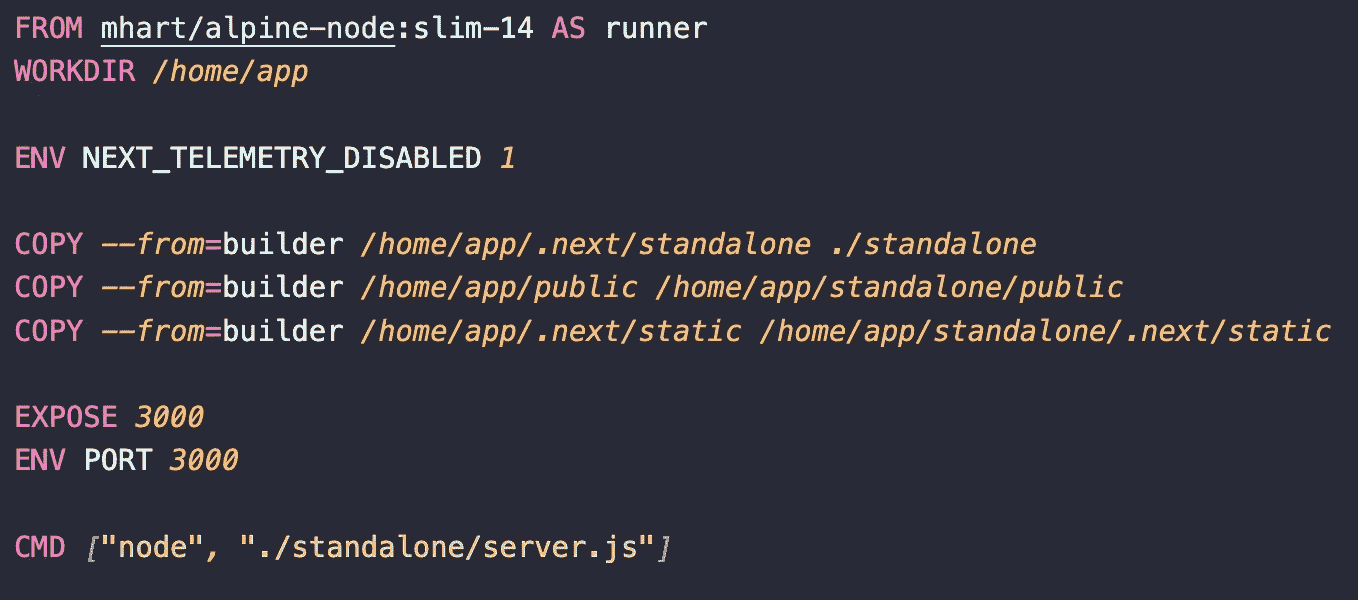 FROM mhart/alpine-node:slim-14 AS runner
WORKDIR /home/app
ENV NEXT_TELEMETRY_DISABLED 1
COPY --from=builder /home/app/.next/standalone ./standalone
COPY --from=builder /home/app/public /home/app/standalone/public
COPY --from=builder /home/app/.next/static /home/app/standalone/.next/static
EXPOSE 3000
ENV PORT 3000
CMD ["node", "./standalone/server.js"]